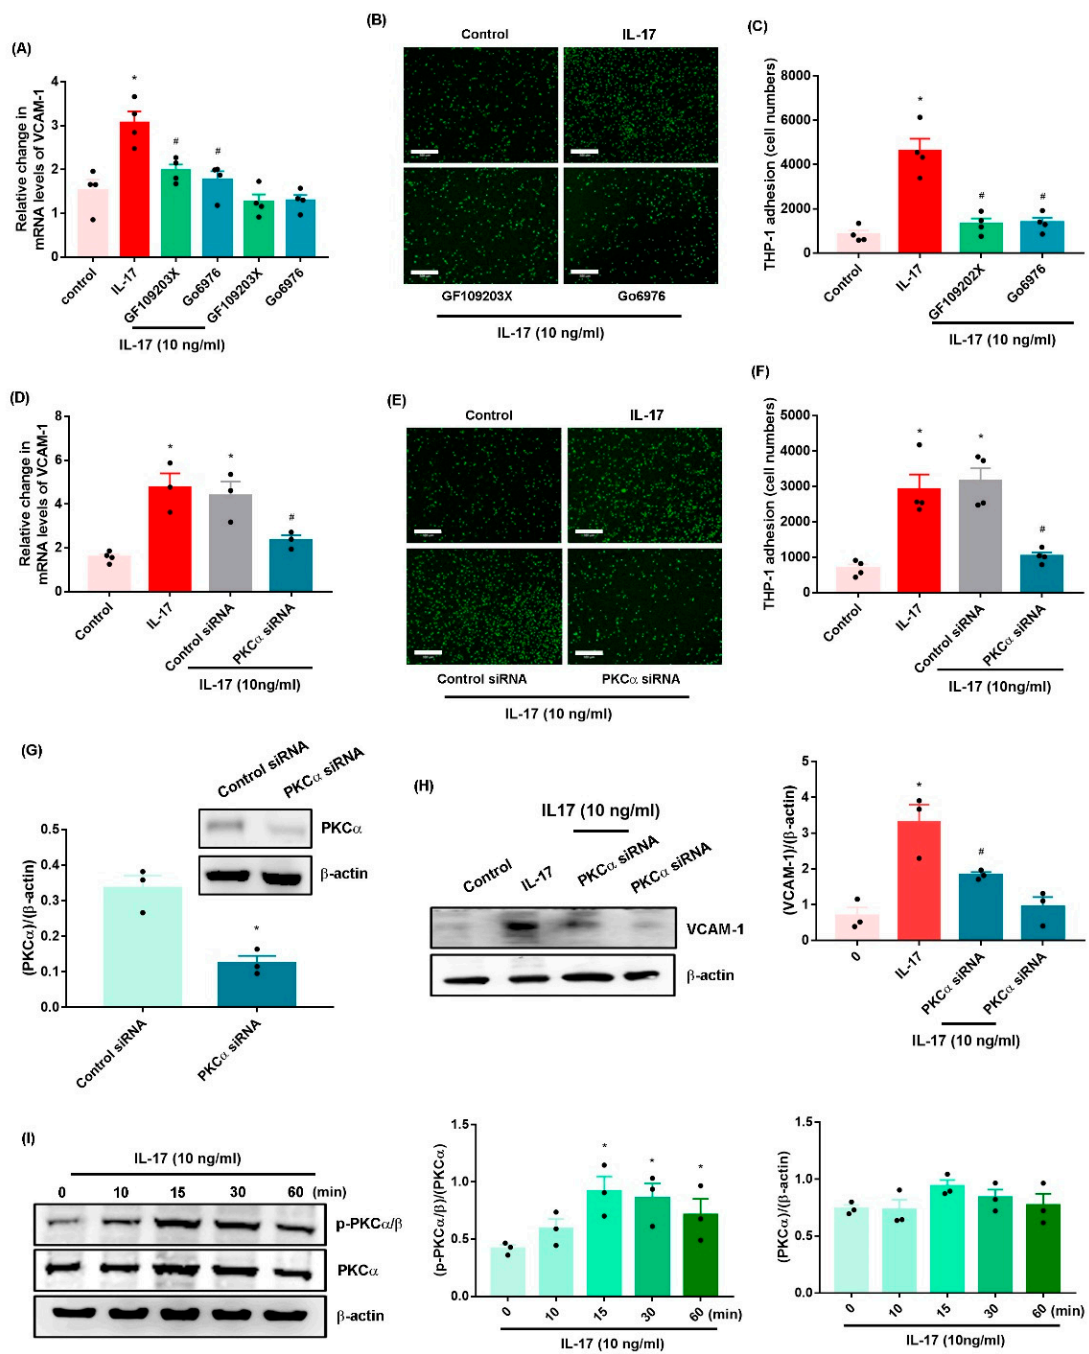 (A)
Relative change in
mRNA levels of VCAM-1
4
3
2
1
0
*
#
#
control
IL-17
GF109203X
Go6976
GF109203X
Go6976
IL-17 (10 ng/ml)
(B)
Control
IL-17
GF109203X
Go6976
IL-17 (10 ng/ml)
(C)
THP-1 adhesion (cell numbers)
8000
6000
4000
2000
0
*
#
#
Control
IL-17
GF109202X
Go6976
IL-17 (10 ng/ml)
(D)
Relative change in
mRNA levels of VCAM-1
8
6
4
2
0
*
*
#
Control
IL-17
Control siRNA
PKCα siRNA
IL-17 (10ng/ml)
(E)
Control
IL-17
Control siRNA
PKCα siRNA
IL-17 (10 ng/ml)
(F)
THP-1 adhesion (cell numbers)
5000
4000
3000
2000
1000
0
*
*
#
Control
IL-17
Control siRNA
PKCα siRNA
IL-17 (10ng/ml)
(G)
Control siRNA
PKCα siRNA
PKCα
β-actin
(PKCα)/(β-actin)
0.5
0.4
0.3
0.2
0.1
0.0
*
Control siRNA
PKCα siRNA
(H)
IL17 (10 ng/ml)
Control
IL-17
PKCα siRNA
PKCα siRNA
VCAM-1
β-actin
(VCAM-1)/(β-actin)
5
4
3
2
1
0
*
#
0
IL-17
PKCα siRNA
PKCα siRNA
IL-17 (10 ng/ml)
(I)
IL-17 (10 ng/ml)
0 10 15 30 60 (min)
p-PKCα/β
PKCα
β-actin
(p-PKCα/β)/(PKCα)
1.5
1.0
0.5
0.0
*
*
*
0 10 15 30 60 (min)
IL-17 (10 ng/ml)
(PKCα)/(β-actin)
1.5
1.0
0.5
0.0
0 10 15 30 60 (min)
IL-17 (10ng/ml)